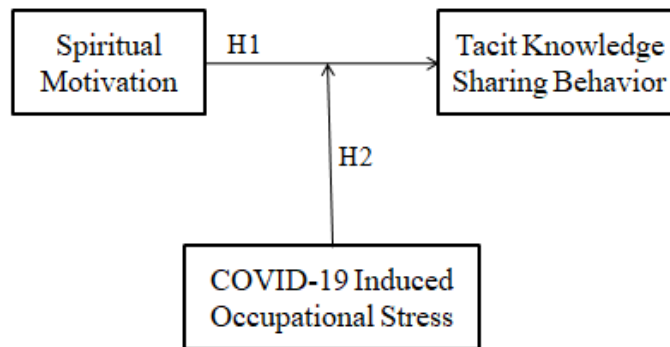 Spiritual
Motivation
H1
Tacit Knowledge
Sharing Behavior
H2
COVID-19 Induced
Occupational Stress